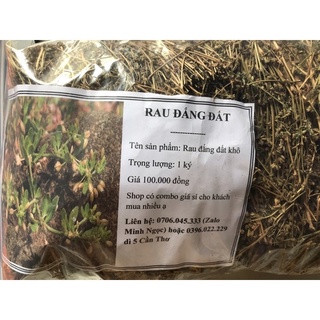 RAU ĐẮNG ĐẤT
Tên sản phẩm: Rau đắng đất khô
Trọng lượng: 1 ký
Giá 100.000 đồng
Shop có combo giá sỉ cho khách
mua nhiều ạ
Liên hệ: 0706.045.333 (Zalo
Minh Ngọc) hoặc 0396.022.229
dì 5 Cần Thơ